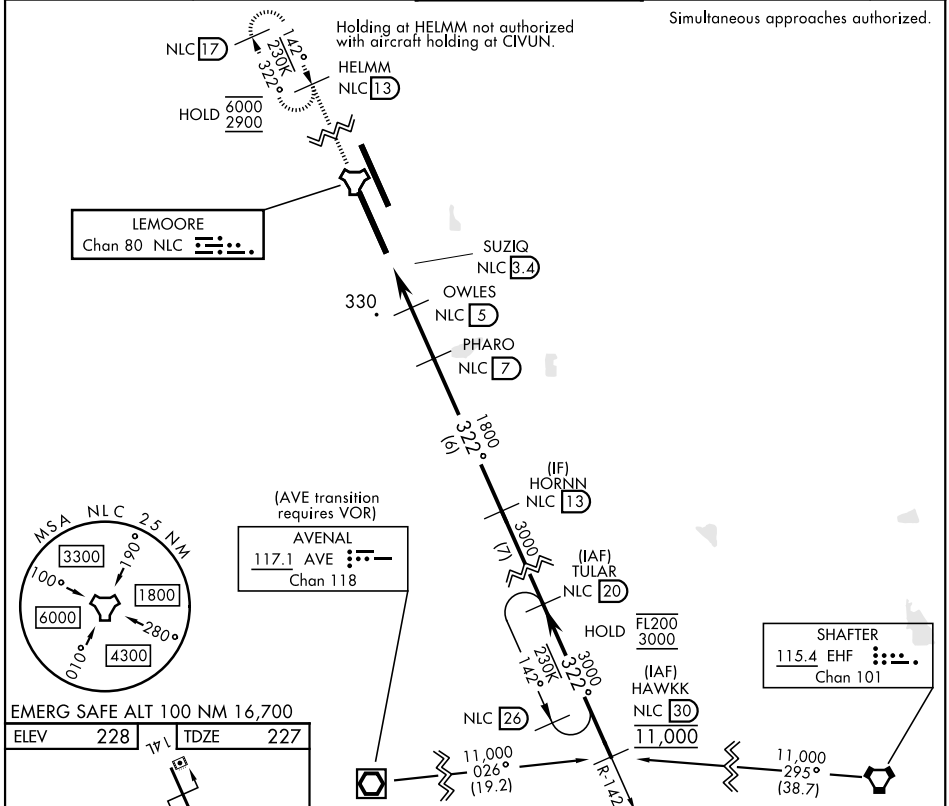 Simultaneous approaches authorized.
Holding at HELMM not authorized
with aircraft holding at CIVUN.
NLC 17
142°
230K
322°
HELMM
NLC 13
HOLD 6000
2900
LEMOORE
Chan 80 NLC
SUZIQ
NLC 3.4
OWLES
NLC 5
330
PHARO
NLC 7
1800
322°
(6)
(IF)
HORNN
NLC 13
3000
(7)
(IAF)
TULAR
NLC 20
HOLD FL200
3000
230K
142°
3000
322°
NLC 26
(IAF)
HAWKK
NLC 30
11,000
R-142
(AVE transition
requires VOR)
AVENAL
117.1 AVE
Chan 118
11,000
026°
(19.2)
SHAFTER
115.4 EHF
Chan 101
11,000
295°
(38.7)
MSA NLC 25 NM
3300
190°
100°
1800
6000
280°
4300
010°
EMERG SAFE ALT 100 NM 16,700
ELEV 228
TDZE 227
14L